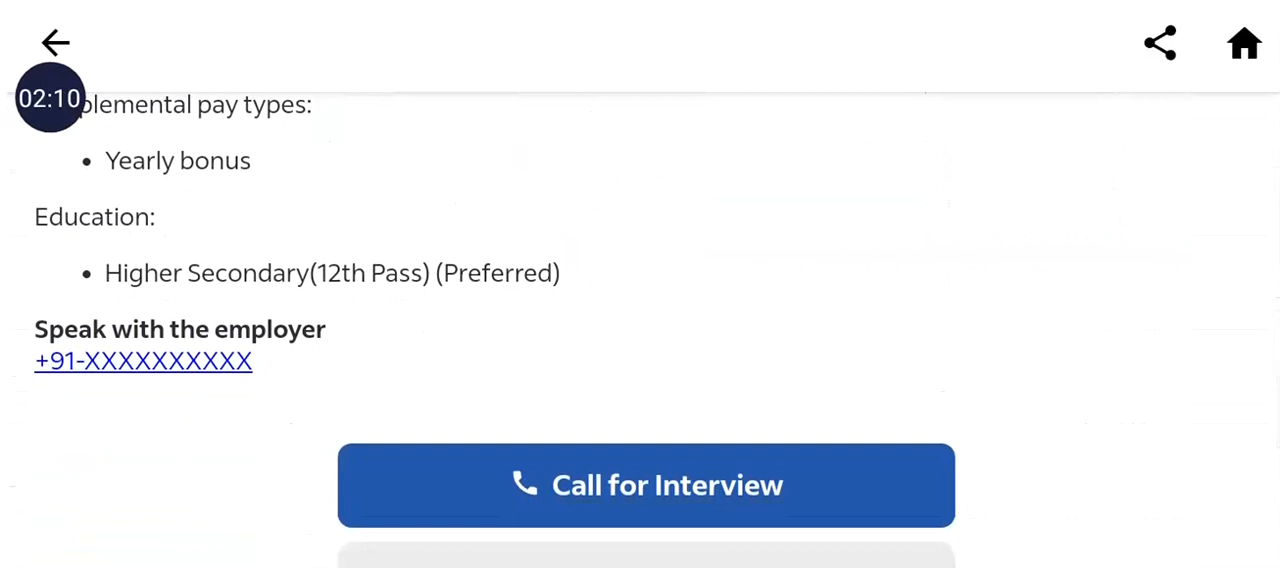 02:10
plemental pay types:
• Yearly bonus
Education:
• Higher Secondary(12th Pass) (Preferred)
Speak with the employer
+91-XXXXXXXXXX
Call for Interview